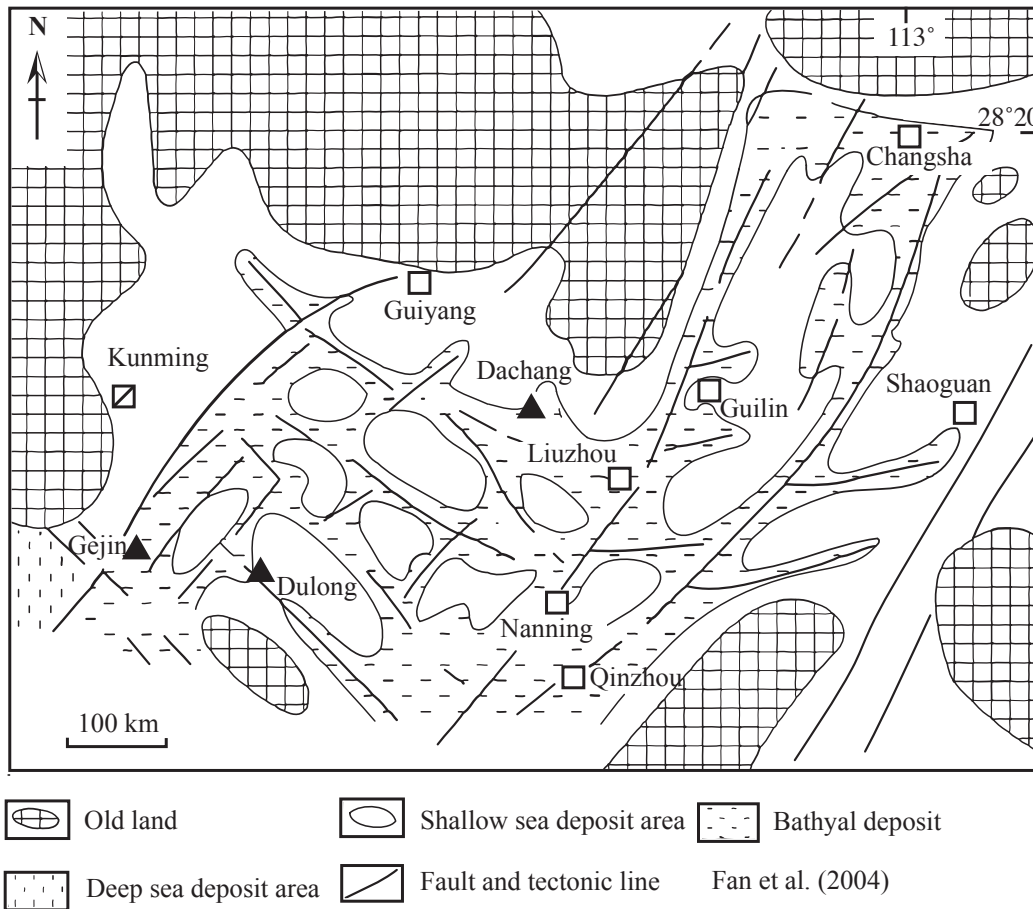 N
113°
28°20
Changsha
Guiyang
Kunming
Dachang
Shaoguan
Guilin
Liuzhou
Gejin
Dulong
Nanning
Qinzhou
100 km
Old land
Shallow sea deposit area
Bathyal deposit
Deep sea deposit area
Fault and tectonic line
Fan et al. (2004)